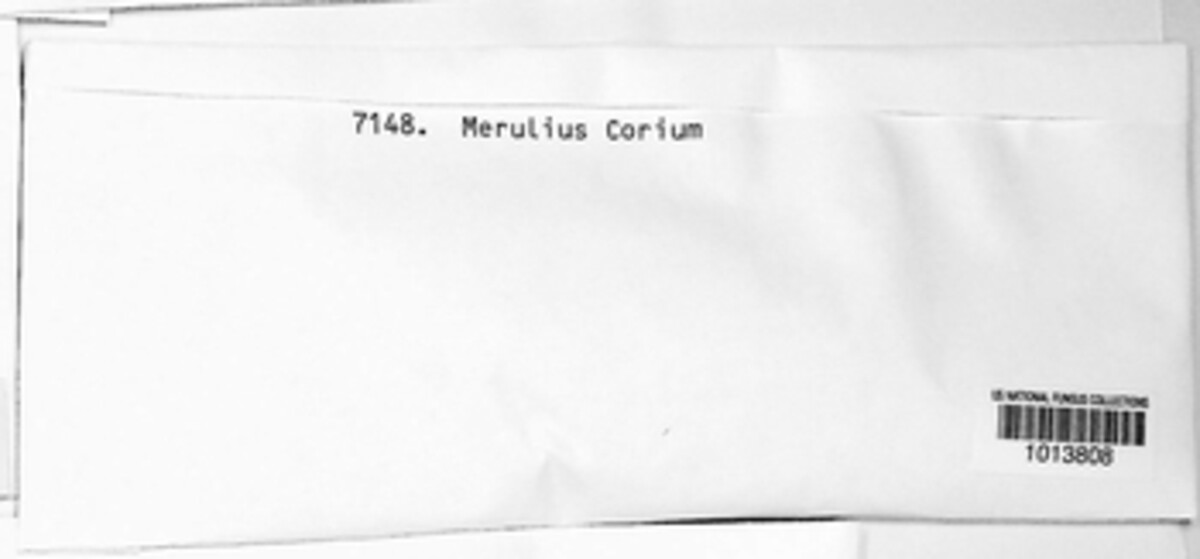 7148. Merulius Corium
US NATIONAL FUNGUS COLLECTIONS
1013808